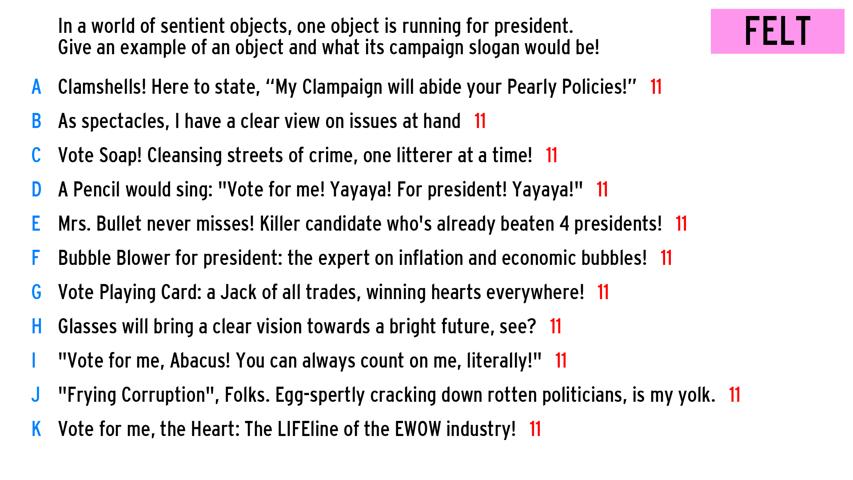 In a world of sentient objects, one object is running for president.
Give an example of an object and what its campaign slogan would be!
FELT
A Clamshells! Here to state, “My Clampaign will abide your Pearly Policies!” 11
B As spectacles, I have a clear view on issues at hand 11
C Vote Soap! Cleansing streets of crime, one litterer at a time! 11
D A Pencil would sing: "Vote for me! Yayaya! For president! Yayaya!" 11
E Mrs. Bullet never misses! Killer candidate who's already beaten 4 presidents! 11
F Bubble Blower for president: the expert on inflation and economic bubbles! 11
G Vote Playing Card: a Jack of all trades, winning hearts everywhere! 11
H Glasses will bring a clear vision towards a bright future, see? 11
I "Vote for me, Abacus! You can always count on me, literally!" 11
J "Frying Corruption", Folks. Egg-spertly cracking down rotten politicians, is my yolk. 11
K Vote for me, the Heart: The LIFEline of the EWOW industry! 11